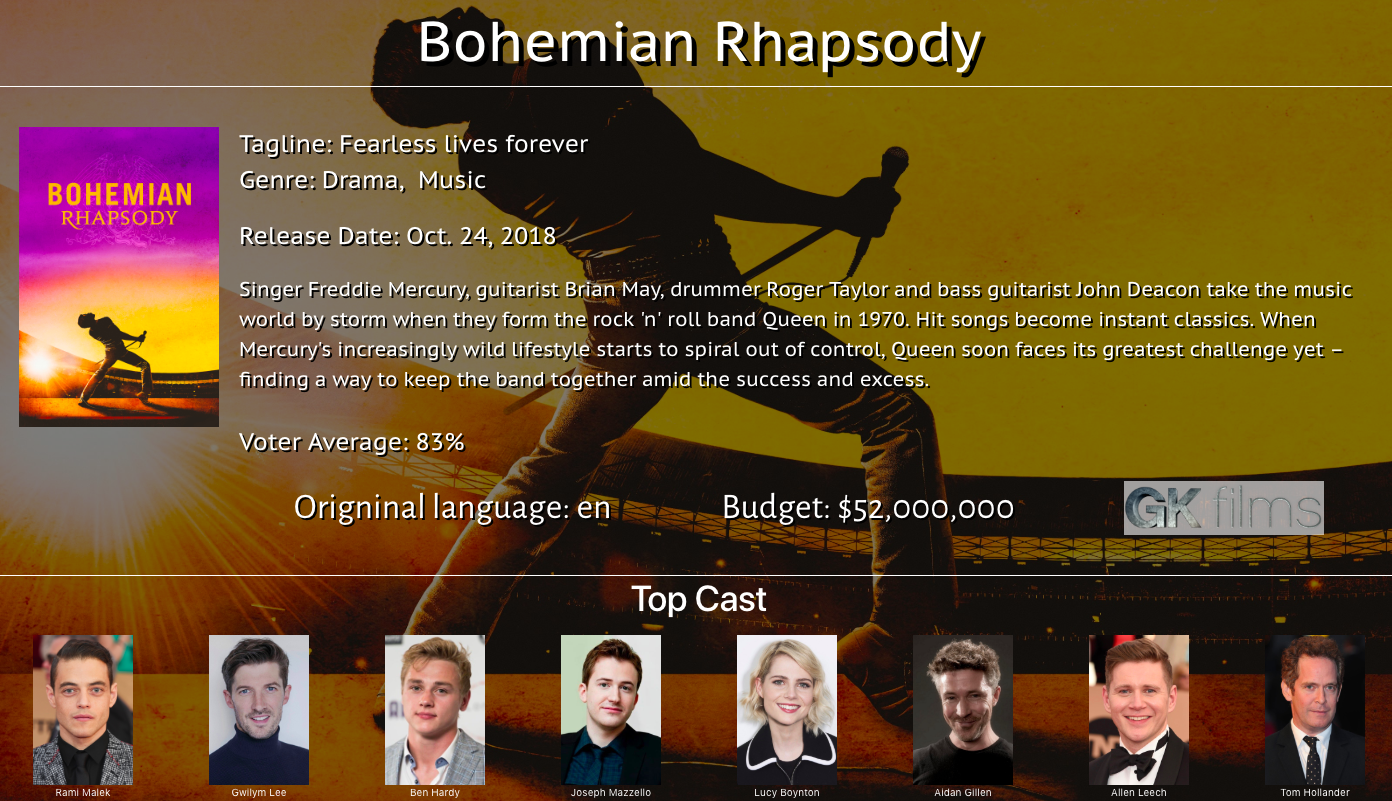 Bohemian Rhapsody
BOHEMIAN
RHAPSODY
Tagline: Fearless lives forever
Genre: Drama,  Music
Release Date: Oct. 24, 2018
Singer Freddie Mercury, guitarist Brian May, drummer Roger Taylor and bass guitarist John Deacon take the music
world by storm when they form the rock 'n' roll band Queen in 1970. Hit songs become instant classics. When
Mercury's increasingly wild lifestyle starts to spiral out of control, Queen soon faces its greatest challenge yet –
finding a way to keep the band together amid the success and excess.
Voter Average: 83%
Origninal language: en Budget: $52,000,000 GK films
Top Cast
Rami Malek Gwilym Lee Ben Hardy Joseph Mazzello Lucy Boynton Aidan Gillen Allen Leech Tom Hollander